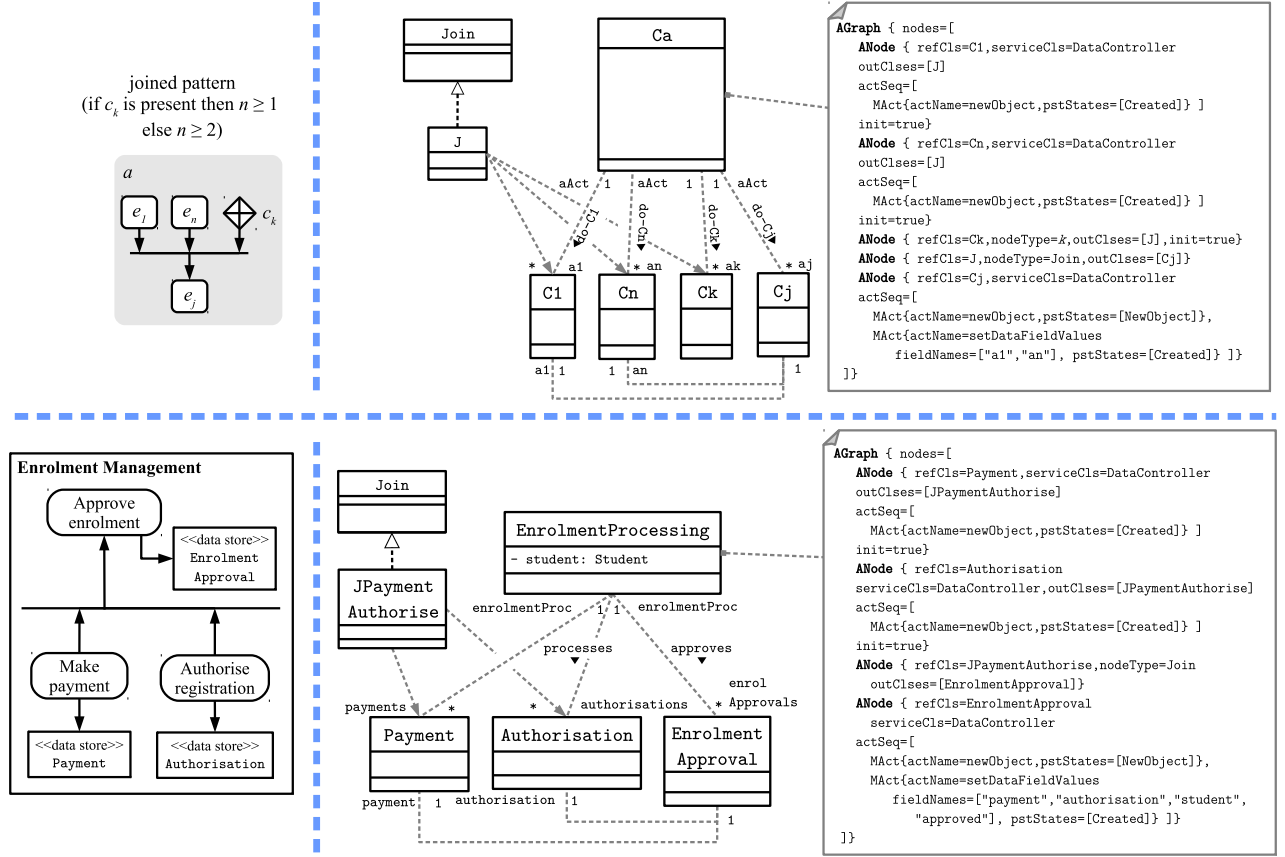 joined pattern
(if ck is present then n ≥ 1
else n ≥ 2)
a
e1
en
ck
ej
Join
J
Ca
aAct
1
aAct
1
1
aAct
do-C1
do-Cn
do-Ck
do-Cj
*
a1
* an
* ak
* aj
C1
Cn
Ck
Cj
a1
1
1
an
1
AGraph { nodes=[
ANode { refCls=C1,serviceCls=DataController
outClses=[J]
actSeq=[
MAct{actName=newObject,pstStates=[Created]} ]
init=true}
ANode { refCls=Cn,serviceCls=DataController
outClses=[J]
actSeq=[
MAct{actName=newObject,pstStates=[Created]} ]
init=true}
ANode { refCls=Ck,nodeType=k,outClses=[J],init=true}
ANode { refCls=J,nodeType=Join,outClses=[Cj]}
ANode { refCls=Cj,serviceCls=DataController
actSeq=[
MAct{actName=newObject,pstStates=[NewObject]},
MAct{actName=setDataFieldValues
fieldNames=["a1","an"], pstStates=[Created]} ]}
]}
Enrolment Management
Approve
enrolment
<<data store>>
Enrolment
Approval
Make
payment
Authorise
registration
<<data store>>
Payment
<<data store>>
Authorisation
Join
JPayment
Authorise
EnrolmentProcessing
- student: Student
enrolmentProc
1
1
enrolmentProc
processes
approves
payments
*
*
authorisations
enrol
* Approvals
Payment
Authorisation
Enrolment
Approval
payment
1
authorisation
1
1
AGraph { nodes=[
ANode { refCls=Payment,serviceCls=DataController
outClses=[JPaymentAuthorise]
actSeq=[
MAct{actName=newObject,pstStates=[Created]} ]
init=true}
ANode { refCls=Authorisation
serviceCls=DataController,outClses=[JPaymentAuthorise]
actSeq=[
MAct{actName=newObject,pstStates=[Created]} ]
init=true}
ANode { refCls=JPaymentAuthorise,nodeType=Join
outClses=[EnrolmentApproval]}
ANode { refCls=EnrolmentApproval
serviceCls=DataController
actSeq=[
MAct{actName=newObject,pstStates=[NewObject]},
MAct{actName=setDataFieldValues
fieldNames=["payment","authorisation","student",
"approved"], pstStates=[Created]} ]}
]}